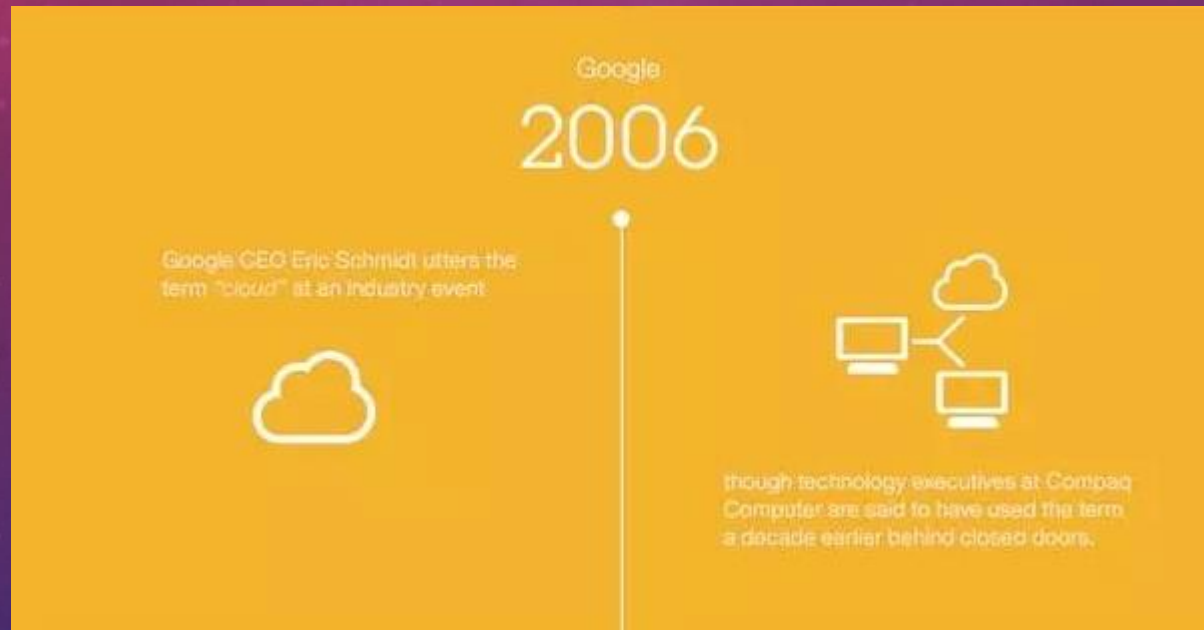 Google
2006
Google CEO Eric Schmidt utters the
term "cloud" at an industry event
though technology executives at Compaq
Computer are said to have used the term
a decade earlier behind closed doors.